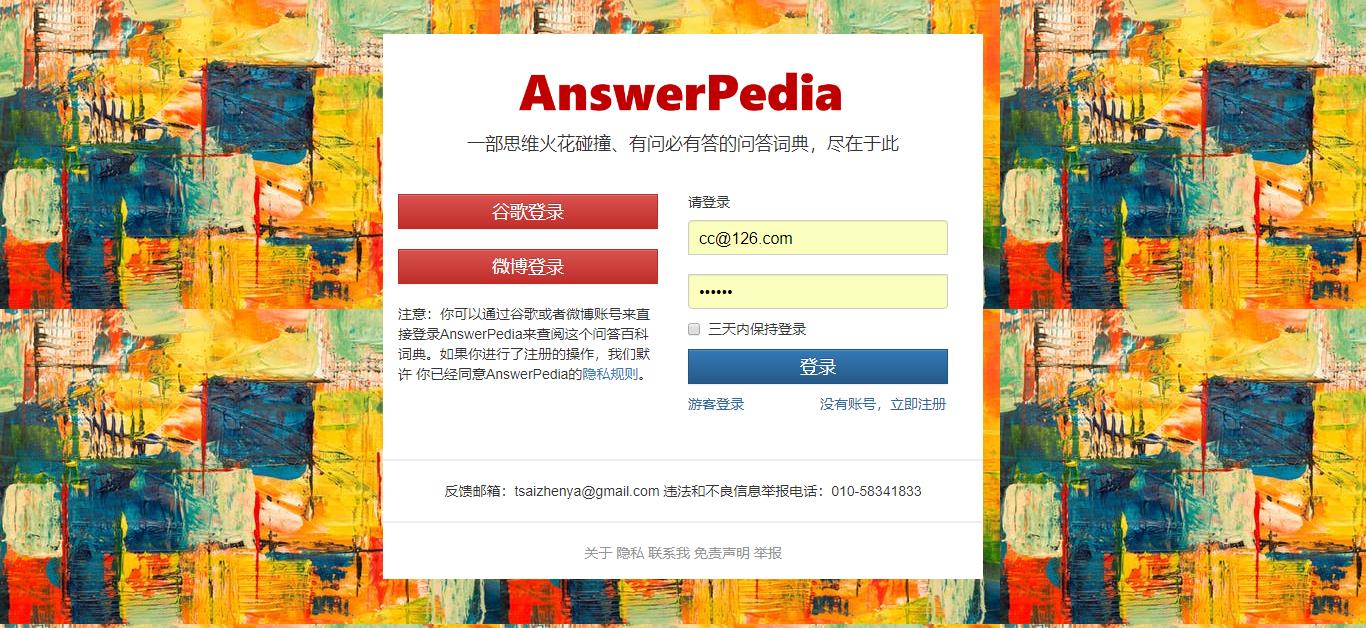 AnswerPedia
一部思维火花碰撞、有问必有答的问答词典，尽在于此
谷歌登录
微博登录
注意：你可以通过谷歌或者微博账号来直
接登录AnswerPedia来查阅这个问答百科
词典。如果你进行了注册的操作，我们默
许 你已经同意AnswerPedia的隐私规则。
请登录
cc@126.com
••••••
三天内保持登录
登录
游客登录 没有账号，立即注册
反馈邮箱：tsaizhenya@gmail.com 违法和不良信息举报电话：010-58341833
关于 隐私 联系我 免责声明 举报